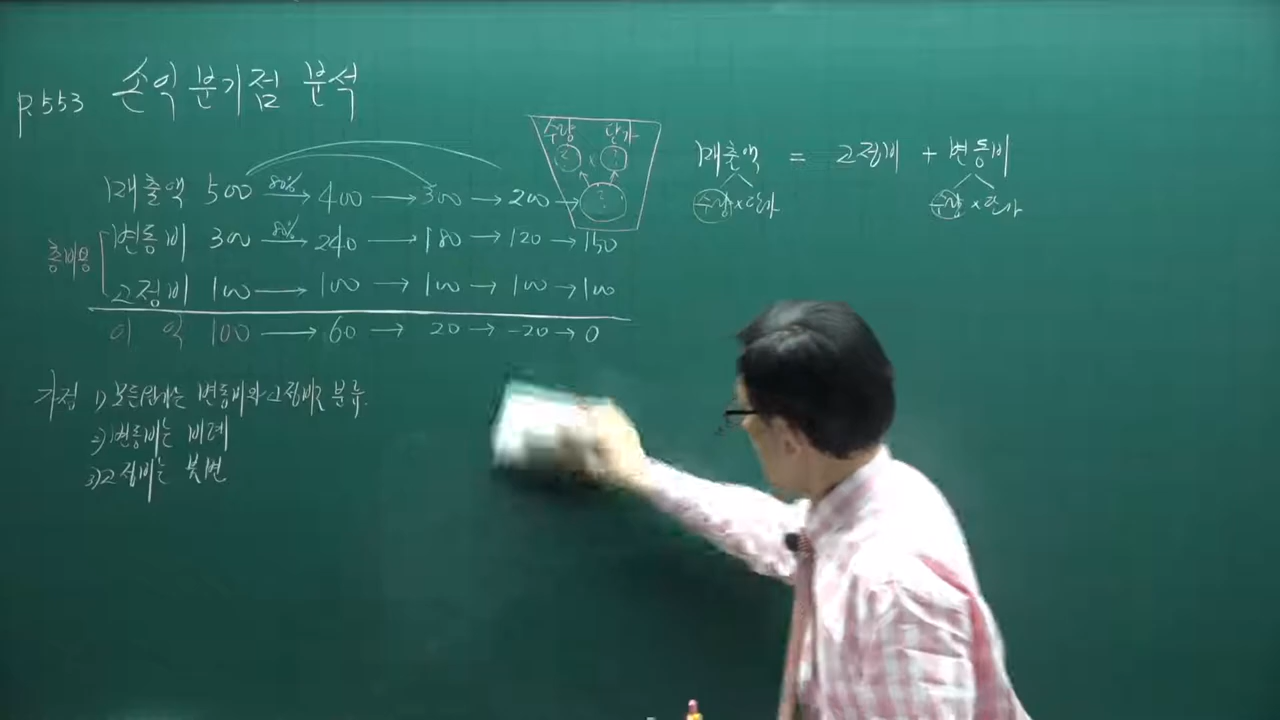 P.553 손익분기점 분석
수량 단가
? × ?
매출액 500 80%→ 400 → 300 → 200 → ?
변동비 300 80%→ 240 → 180 → 120 → 150
고정비 100 → 100 → 100 → 100 → 100
총비용
이익 100 → 60 → 20 → -20 → 0
가정 1) 모든원가는 변동비와 고정비로 분류.
2) 변동비는 비례
3) 고정비는 불변
매출액 = 고정비 + 변동비
수량×단가 수량×단가